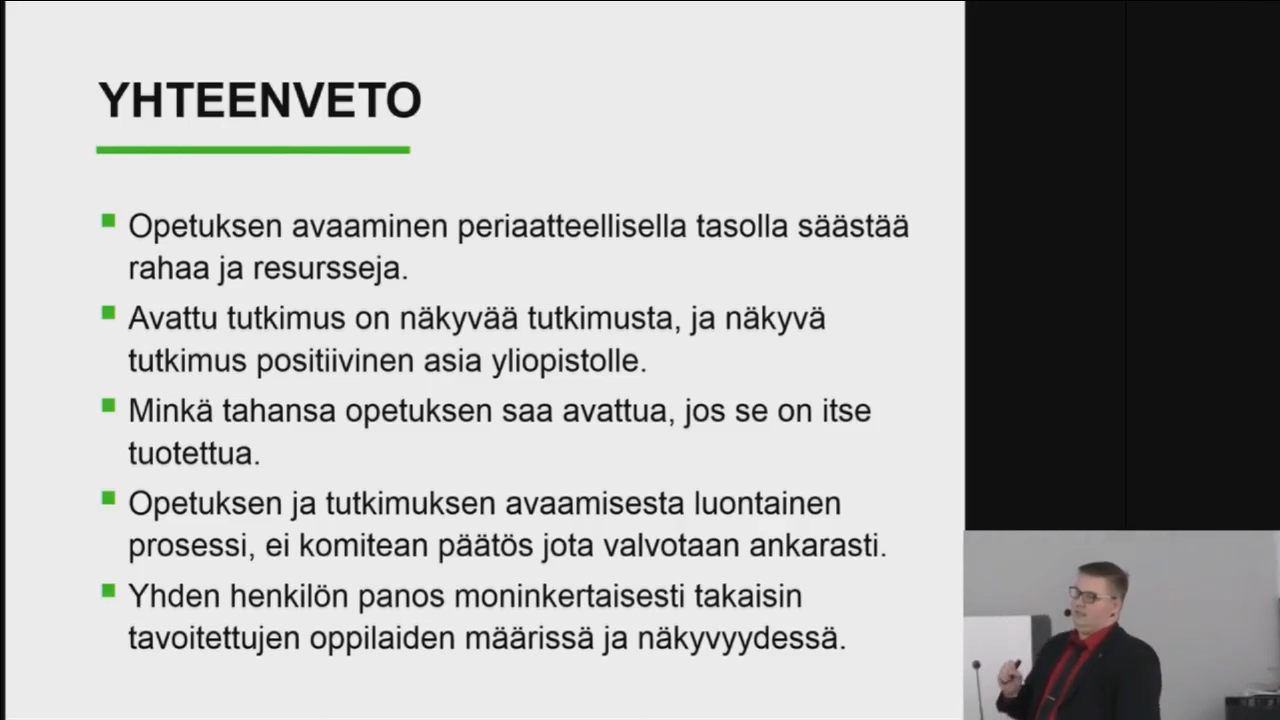 YHTEENVETO
Opetuksen avaaminen periaatteellisella tasolla säästää
rahaa ja resursseja.
Avattu tutkimus on näkyvää tutkimusta, ja näkyvä
tutkimus positiivinen asia yliopistolle.
Minkä tahansa opetuksen saa avattua, jos se on itse
tuotettua.
Opetuksen ja tutkimuksen avaamisesta luontainen
prosessi, ei komitean päätös jota valvotaan ankarasti.
Yhden henkilön panos moninkertaisesti takaisin
tavoitettujen oppilaiden määrissä ja näkyvyydessä.